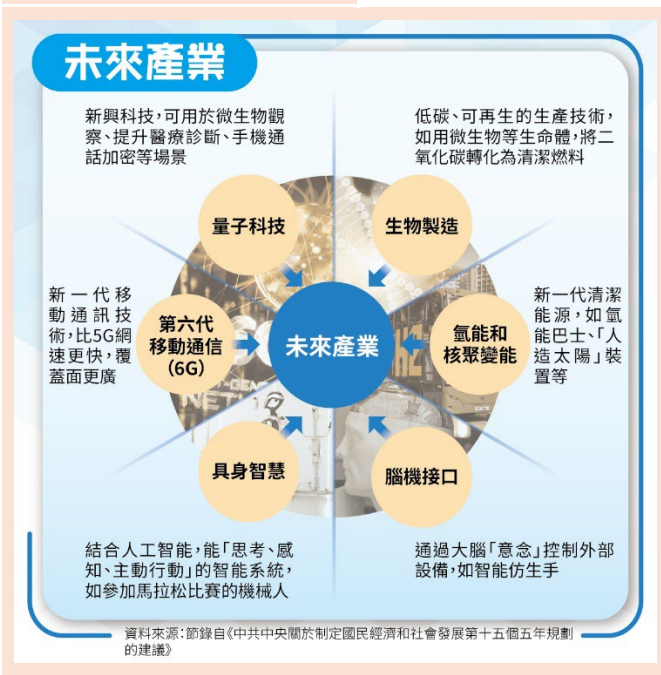 未來產業
新興科技，可用於微生物觀
察、提升醫療診斷、手機通
話加密等場景
低碳、可再生的生產技術，
如用微生物等生命體，將二
氧化碳轉化為清潔燃料
量子科技
生物製造
新一代移
動通訊技
術，比5G網
速更快，覆
蓋面更廣
第六代
移動通信
(6G)
未來產業
氫能和
核聚變能
新一代清潔
能源，如氫
能巴士、「人
造太陽」裝
置等
具身智慧
腦機接口
結合人工智能，能「思考、感
知、主動行動」的智能系統，
如參加馬拉松比賽的機械人
通過大腦「意念」控制外部
設備，如智能仿生手
資料來源：節錄自《中共中央關於制定國民經濟和社會發展第十五個五年規劃
的建議》